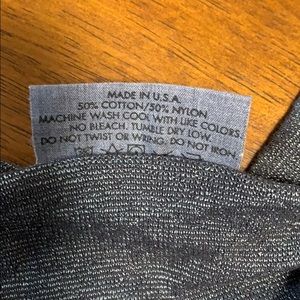 MADE IN U.S.A.
50% COTTON/50% NYLON
MACHINE WASH COOL WITH LIKE COLORS.
NO BLEACH. TUMBLE DRY LOW.
DO NOT TWIST OR WRING. DO NOT IRON.